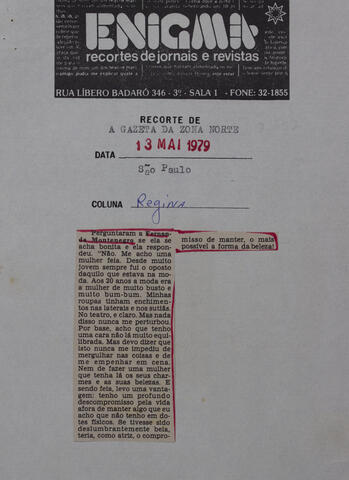 ENIGMA
recortes de jornais e revistas
RUA LÍBERO BADARÓ 346 - 3º - SALA 1 - FONE: 32-1855
RECORTE DE
A GAZETA DA ZONA NORTE
DATA 13 MAI 1979
São Paulo
COLUNA Regina
Perguntaram a Fernan-
da Montenegro se ela se
acha bonita e ela respon-
deu. "Não. Me acho uma
mulher feia. Desde muito
jovem sempre fui o oposto
daquilo que estava na mo-
da. Aos 20 anos a moda era
a mulher de muito busto e
muito bum-bum. Minhas
roupas tinham enchimen-
tos nas laterais e nos sutiãs.
No teatro, é claro. Mas nada
disso nunca me perturbou.
Por base, acho que tenho
uma cara não lá muito equi-
librada. Mas devo dizer que
isto nunca me impediu de
mergulhar nas coisas e de
me empenhar em cena.
Nem de fazer uma mulher
que tenha lá os seus char-
mes e as suas belezas. E
sendo feia, levo uma vanta-
gem: tenho um profundo
descompromisso pela vida
afora de manter algo que eu
acho que não tenho em do-
tes físicos. Se tivesse sido
deslumbrantemente bela,
teria, como atriz, o compro-
misso de manter, o mais
possível a forma da beleza!